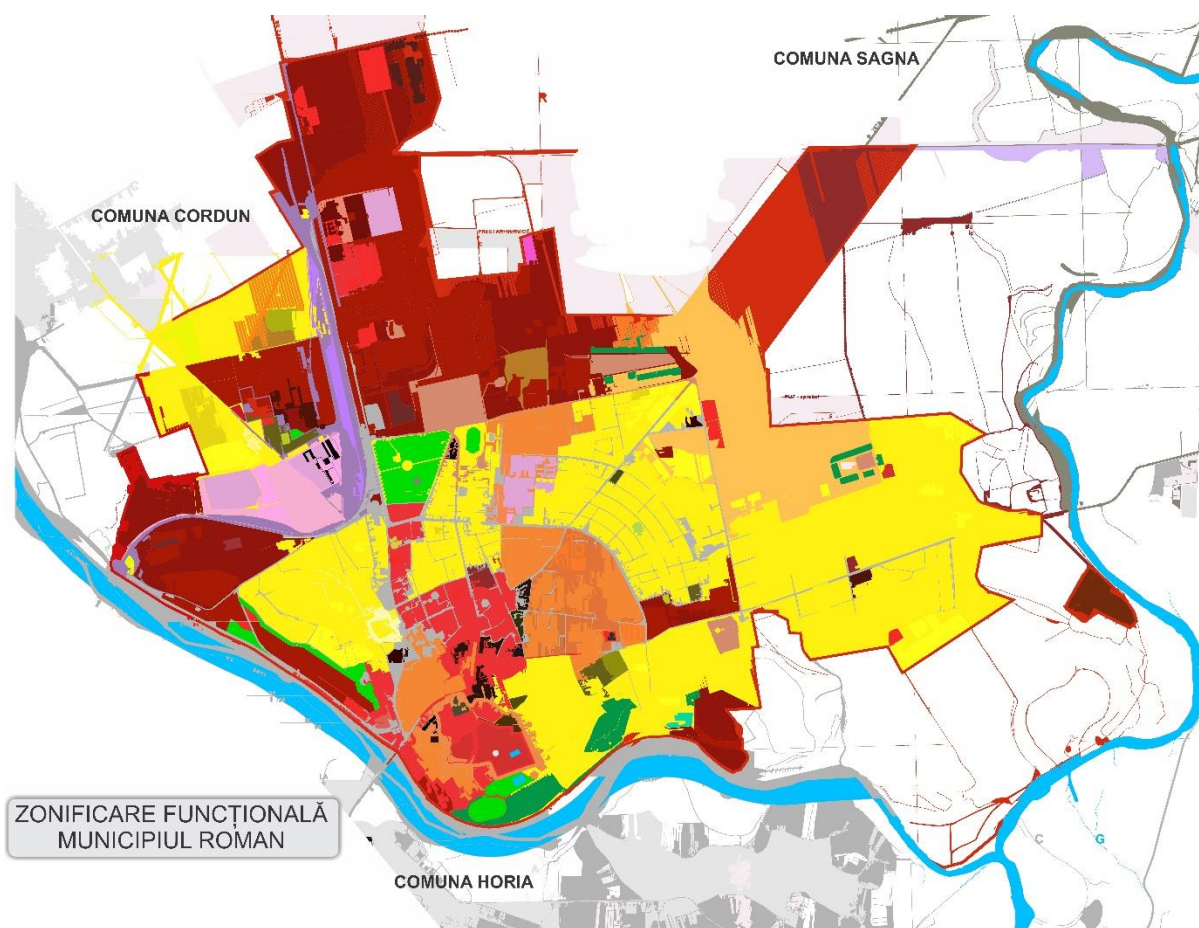 COMUNA SAGNA
COMUNA CORDUN
ZONIFICARE FUNCȚIONALĂ
MUNICIPIUL ROMAN
COMUNA HORIA
C
G